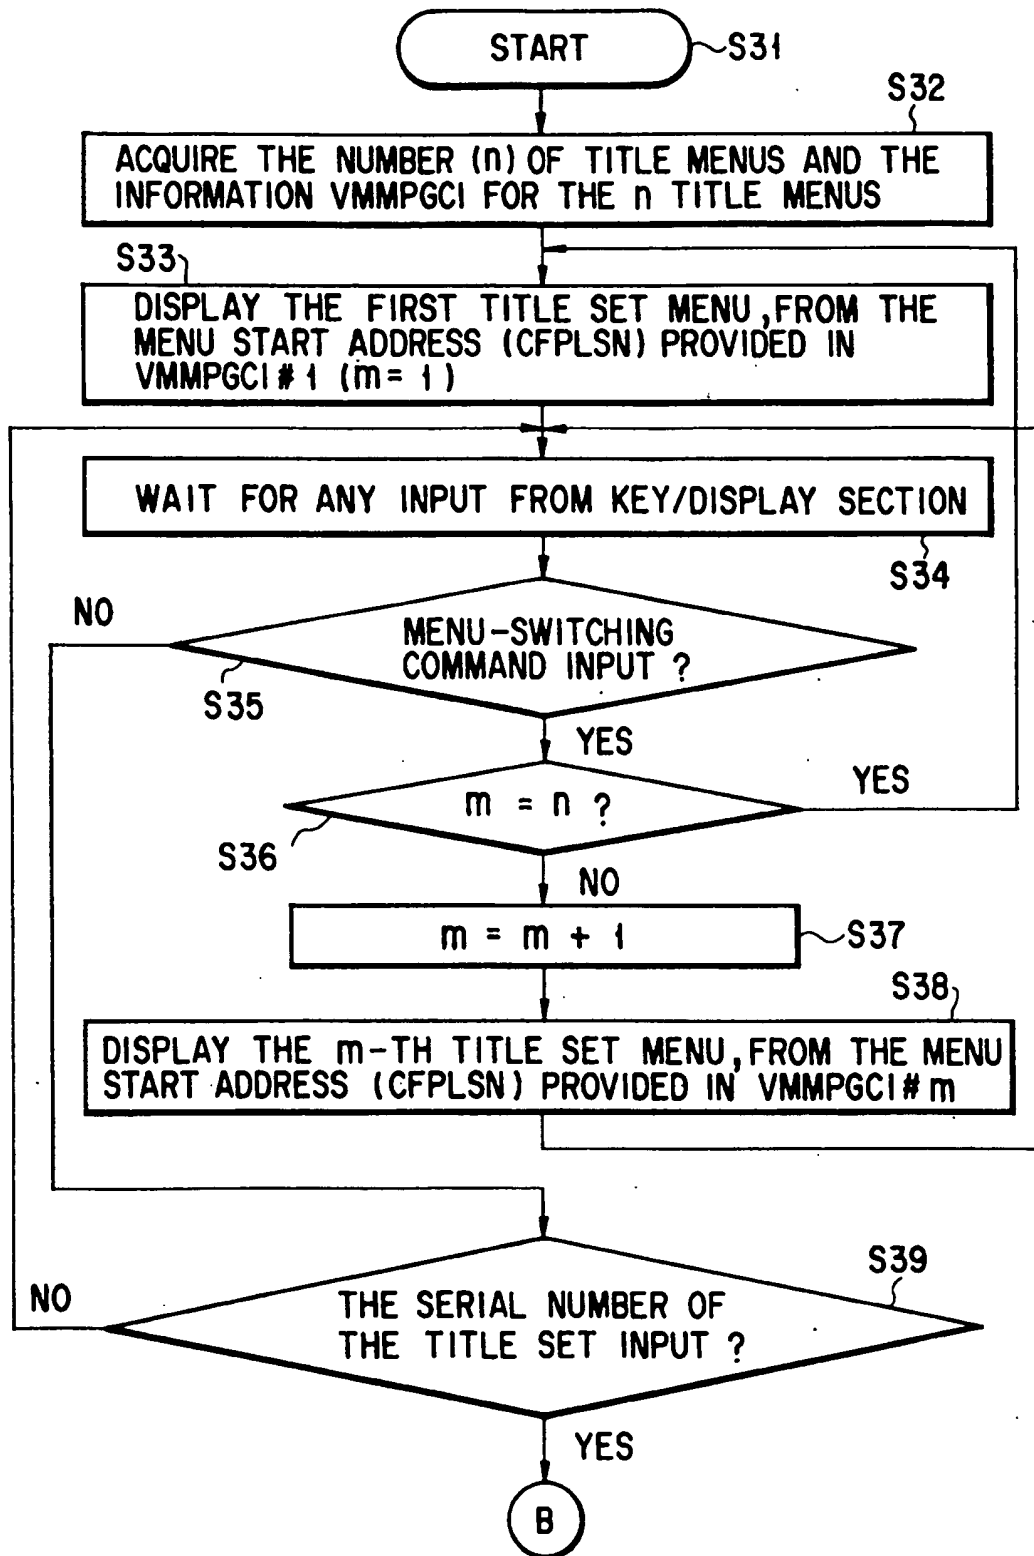 START
S31
S32
ACQUIRE THE NUMBER (n) OF TITLE MENUS AND THE
INFORMATION VMMPGCI FOR THE n TITLE MENUS
S33
DISPLAY THE FIRST TITLE SET MENU, FROM THE
MENU START ADDRESS (CFPLSN) PROVIDED IN
VMMPGCI # 1 (m = 1)
WAIT FOR ANY INPUT FROM KEY/DISPLAY SECTION
S34
NO
MENU-SWITCHING
COMMAND INPUT ?
S35
YES
m = n ?
YES
S36
NO
m = m + 1
S37
S38
DISPLAY THE m-TH TITLE SET MENU, FROM THE MENU
START ADDRESS (CFPLSN) PROVIDED IN VMMPGCI # m
S39
NO
THE SERIAL NUMBER OF
THE TITLE SET INPUT ?
YES
B